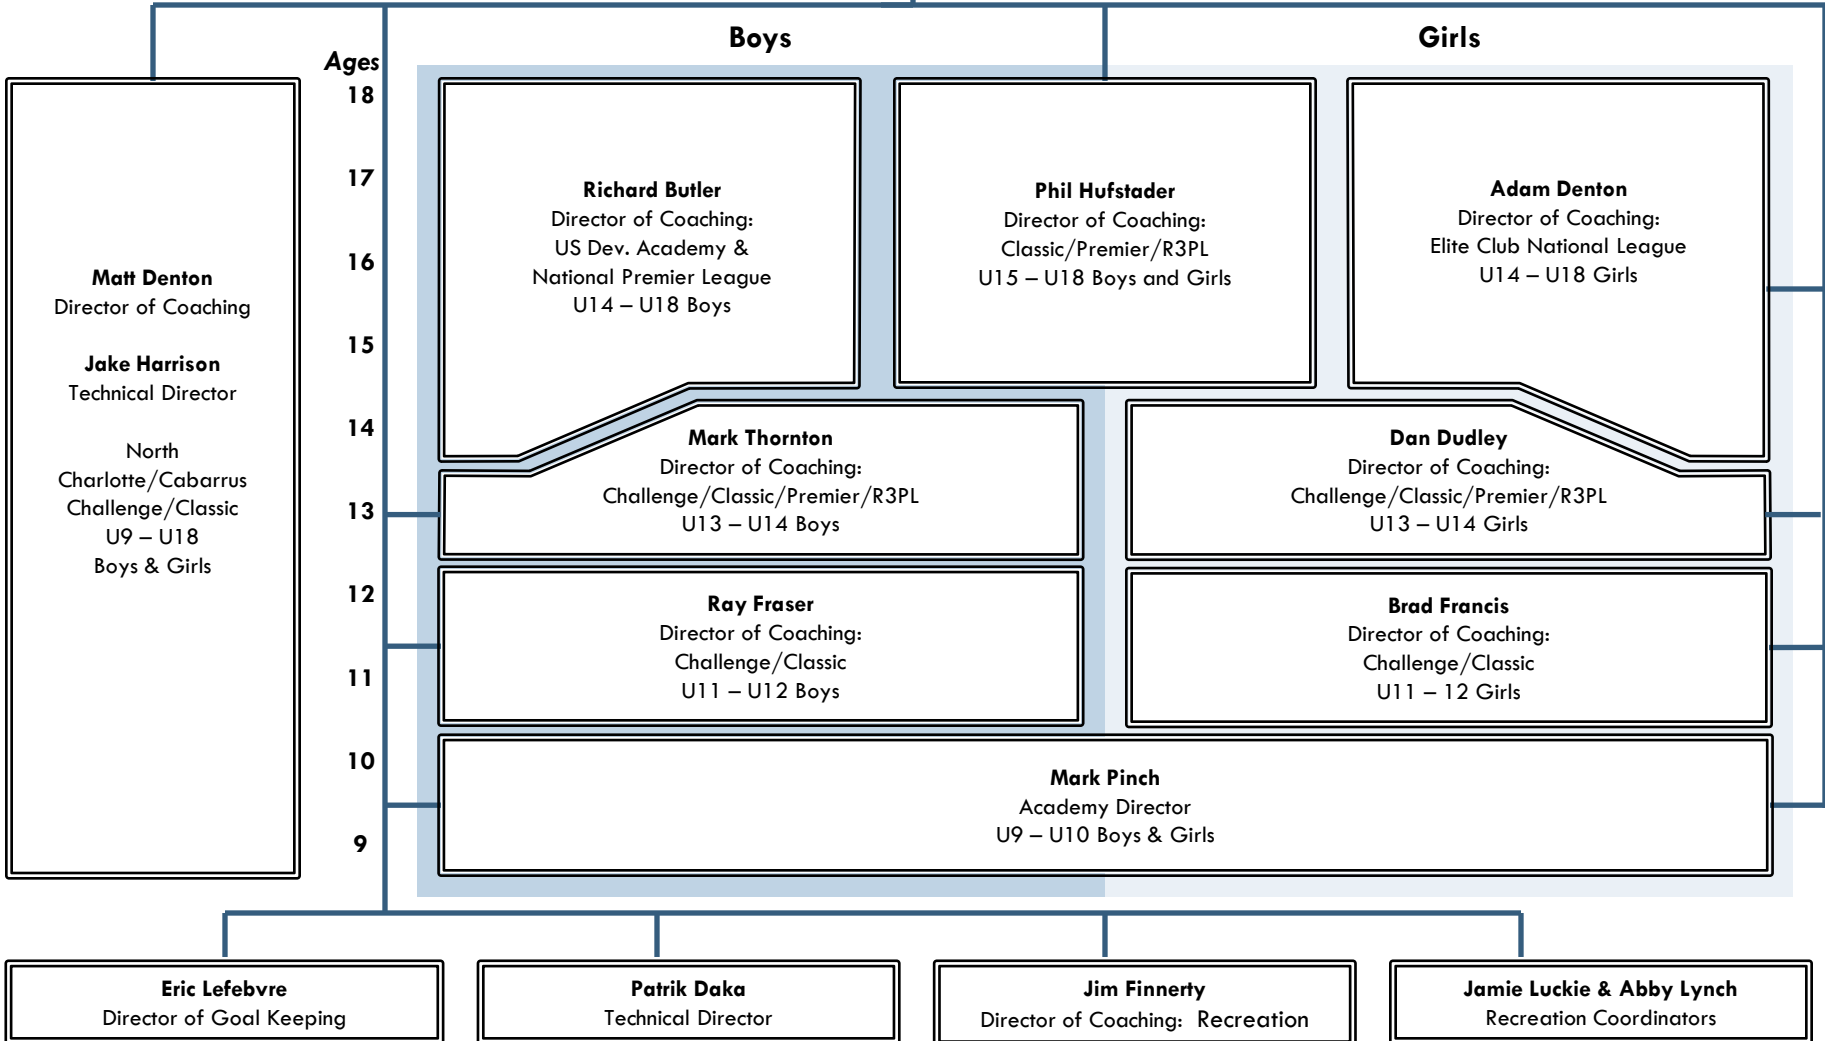 Boys
Girls
Ages
18
17
16
15
14
13
12
11
10
9
Matt Denton
Director of Coaching
Jake Harrison
Technical Director
North
Charlotte/Cabarrus
Challenge/Classic
U9 – U18
Boys & Girls
Richard Butler
Director of Coaching:
US Dev. Academy &
National Premier League
U14 – U18 Boys
Phil Hufstader
Director of Coaching:
Classic/Premier/R3PL
U15 – U18 Boys and Girls
Adam Denton
Director of Coaching:
Elite Club National League
U14 – U18 Girls
Mark Thornton
Director of Coaching:
Challenge/Classic/Premier/R3PL
U13 – U14 Boys
Dan Dudley
Director of Coaching:
Challenge/Classic/Premier/R3PL
U13 – U14 Girls
Ray Fraser
Director of Coaching:
Challenge/Classic
U11 – U12 Boys
Brad Francis
Director of Coaching:
Challenge/Classic
U11 – 12 Girls
Mark Pinch
Academy Director
U9 – U10 Boys & Girls
Eric Lefebvre
Director of Goal Keeping
Patrik Daka
Technical Director
Jim Finnerty
Director of Coaching: Recreation
Jamie Luckie & Abby Lynch
Recreation Coordinators